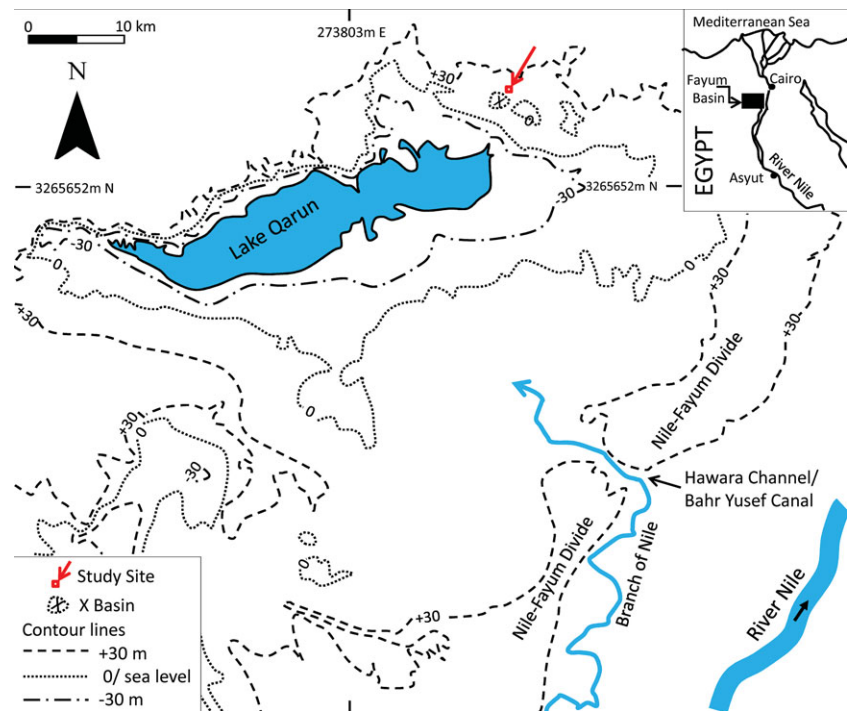 0 10 km
273803m E
N
+30
X
0
3265652m N
3265652m N
-30
-30
0
+30
Lake Qarun
0
+30
+30
0
-30
0
0
+30
Nile-Fayum Divide
Nile-Fayum Divide
Hawara Channel/
Bahr Yusef Canal
Branch of Nile
River Nile
Mediterranean Sea
Cairo
Fayum
Basin
EGYPT
Asyut
River Nile
Study Site
X X Basin
Contour lines
+30 m
0/ sea level
-30 m